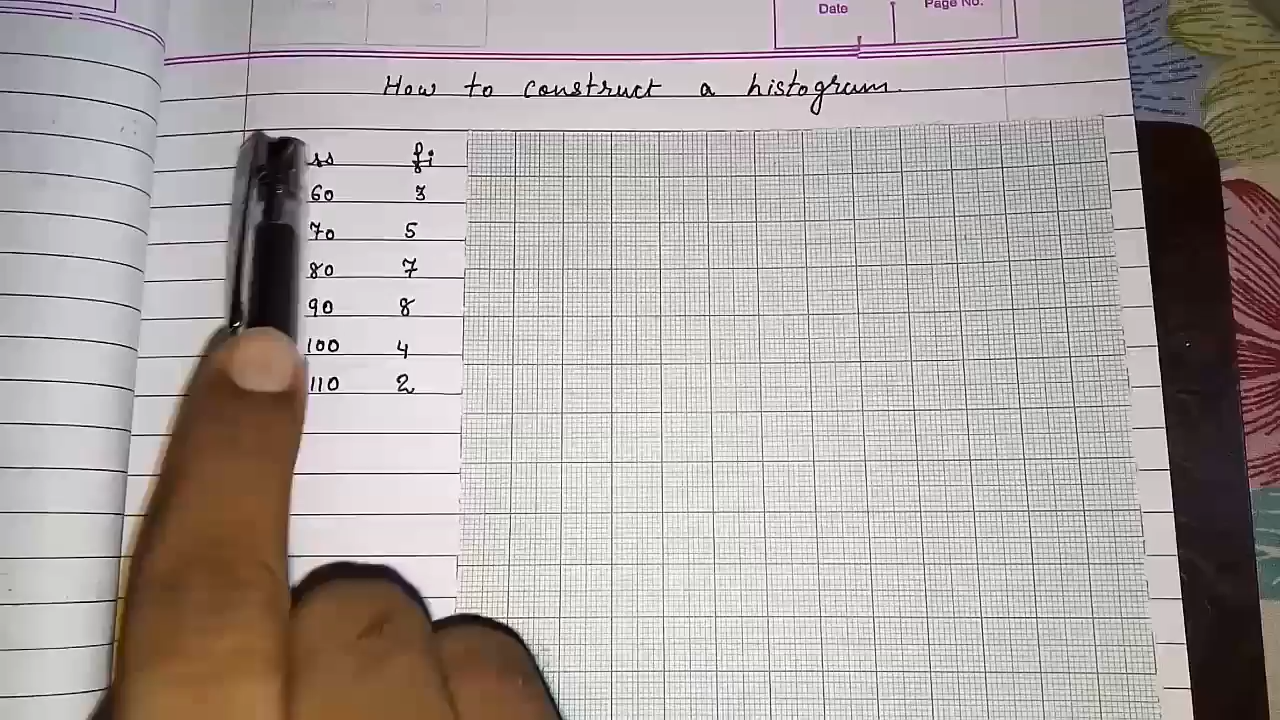 Date
Page No.
How to construct a histogram.
ss fi
60 3
70 5
80 7
90 8
100 4
110 2